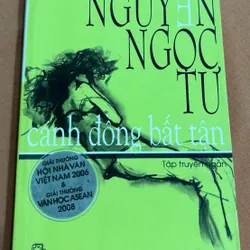 NGUYỄN
NGỌC
TƯ
cánh đồng bất tận
Tập truyện ngắn
GIẢI THƯỞNG
HỘI NHÀ VĂN
VIỆT NAM 2006
&
GIẢI THƯỞNG
VĂN HỌC ASEAN
2008